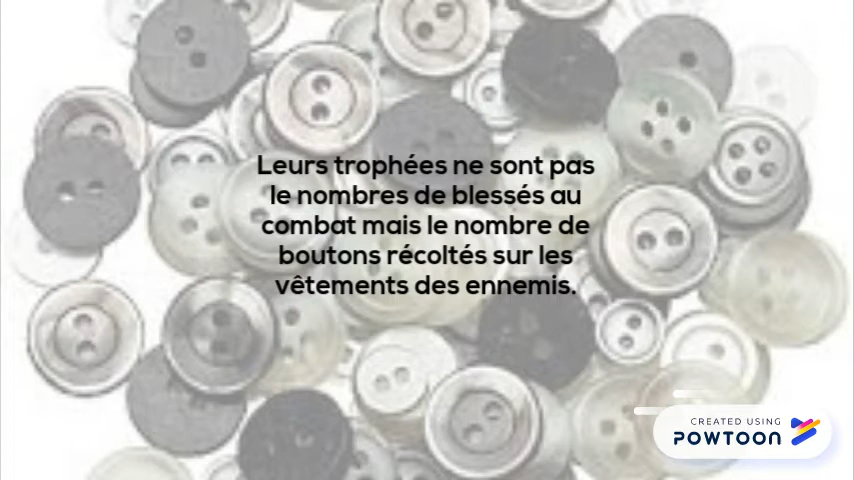 Leurs trophées ne sont pas
le nombres de blessés au
combat mais le nombre de
boutons récoltés sur les
vêtements des ennemis.
CREATED USING
POWTOON